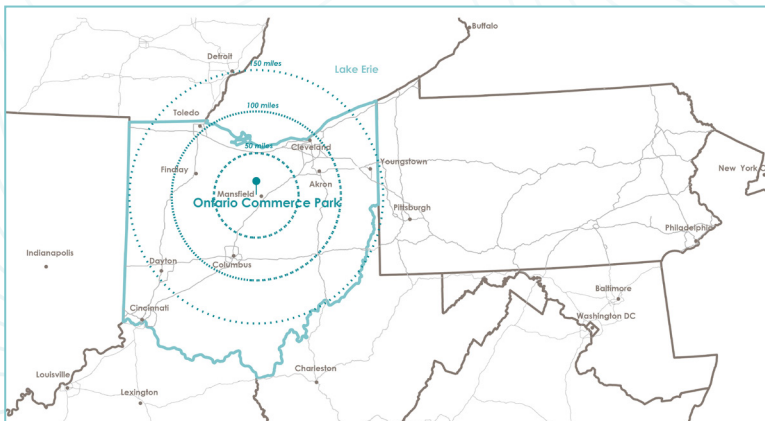 Buffalo
Detroit
50 miles
Lake Erie
100 miles
Toledo
50 miles
Cleveland
Findlay
Youngstown
Akron
New York C
Mansfield
Ontario Commerce Park
Pittsburgh
Philadelphia
Indianapolis
Dayton
Columbus
Baltimore
Cincinnati
Washington DC
Charleston
Louisville
Lexington